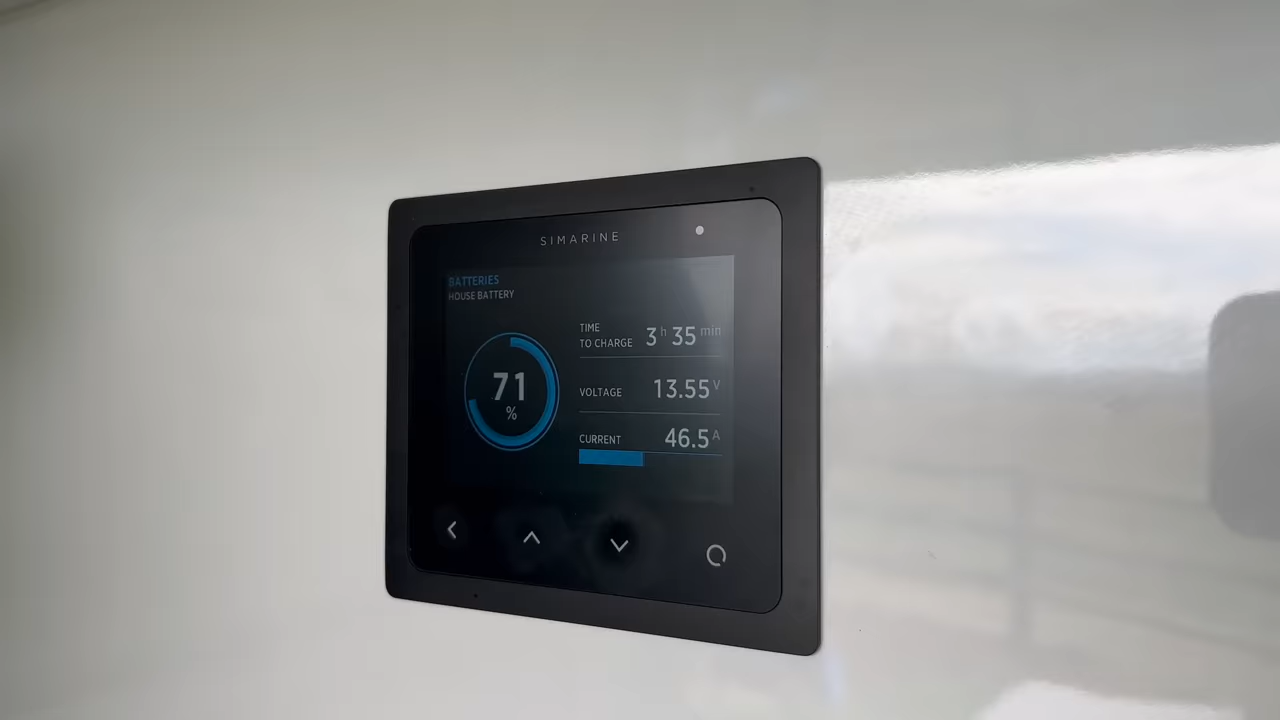 SIMARINE
BATTERIES
HOUSE BATTERY
71
%
TIME
TO CHARGE 3 h 35 min
VOLTAGE 13.55 V
CURRENT 46.5 A